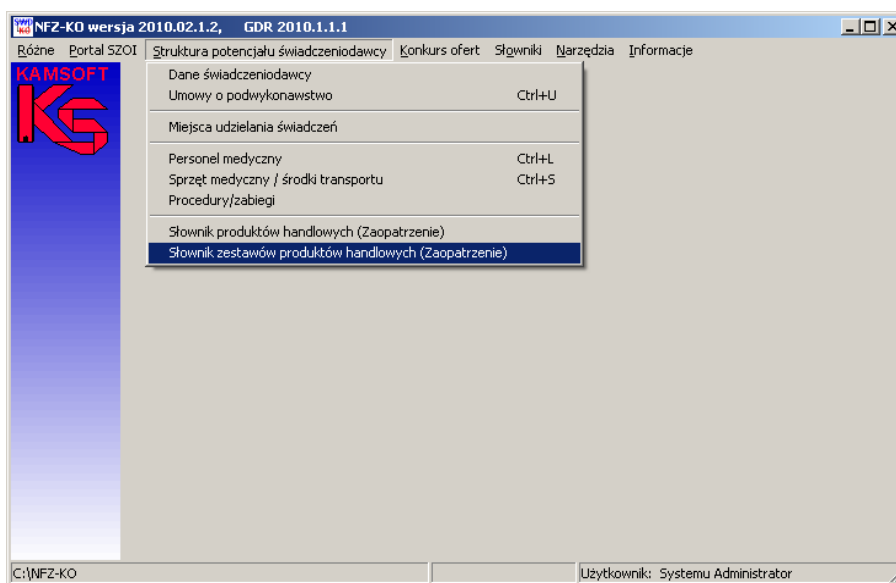 NFZ-KO wersja 2010.02.1.2, GDR 2010.1.1.1
Różne Portal SZOI Struktura potencjału świadczeniodawcy Konkurs ofert Słowniki Narzędzia Informacje
KAMSOFT
Dane świadczeniodawcy
Umowy o podwykonawstwo Ctrl+U
Miejsca udzielania świadczeń
Personel medyczny Ctrl+L
Sprzęt medyczny / środki transportu Ctrl+S
Procedury/zabiegi
Słownik produktów handlowych (Zaopatrzenie)
Słownik zestawów produktów handlowych (Zaopatrzenie)
C:\NFZ-KO Użytkownik: Systemu Administrator